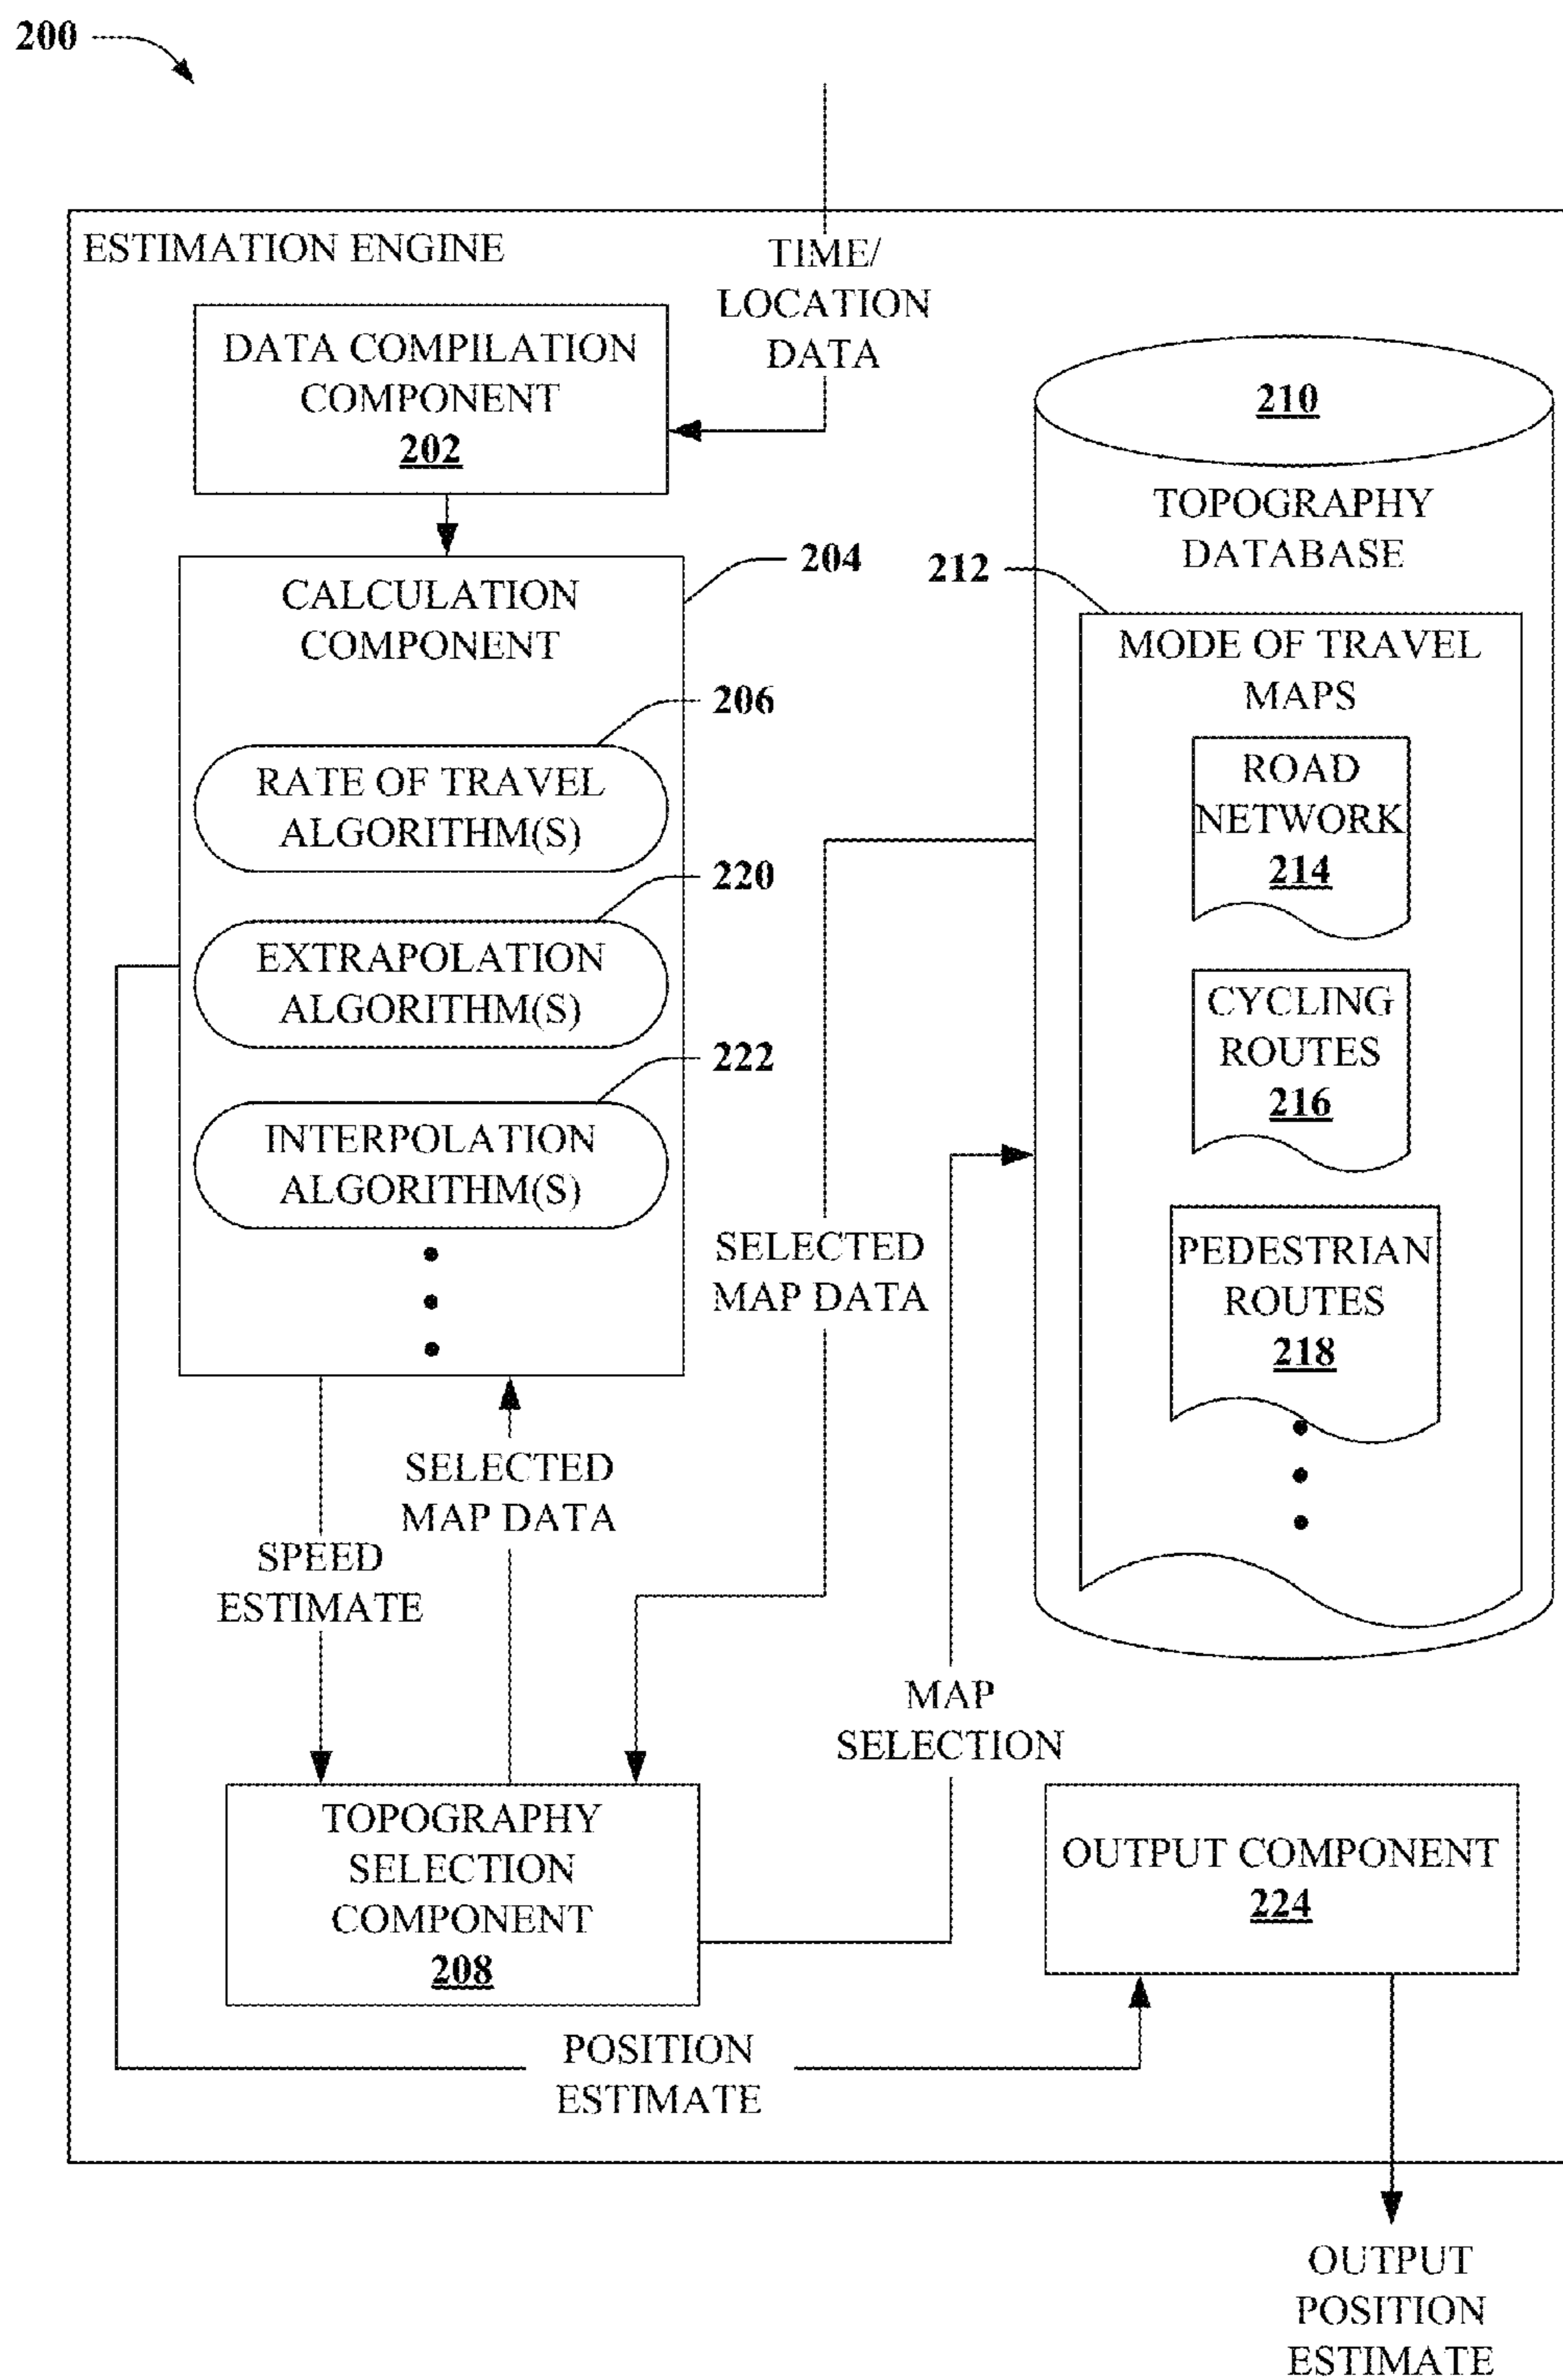 200
ESTIMATION ENGINE
TIME/
LOCATION
DATA
DATA COMPILATION
COMPONENT
202
210
TOPOGRAPHY
DATABASE
204
CALCULATION
COMPONENT
212
MODE OF TRAVEL
MAPS
206
RATE OF TRAVEL
ALGORITHM(S)
ROAD
NETWORK
214
220
EXTRAPOLATION
ALGORITHM(S)
CYCLING
ROUTES
216
222
INTERPOLATION
ALGORITHM(S)
SELECTED
MAP DATA
PEDESTRIAN
ROUTES
218
SELECTED
MAP DATA
SPEED
ESTIMATE
MAP
SELECTION
TOPOGRAPHY
SELECTION
COMPONENT
208
OUTPUT COMPONENT
224
POSITION
ESTIMATE
OUTPUT
POSITION
ESTIMATE